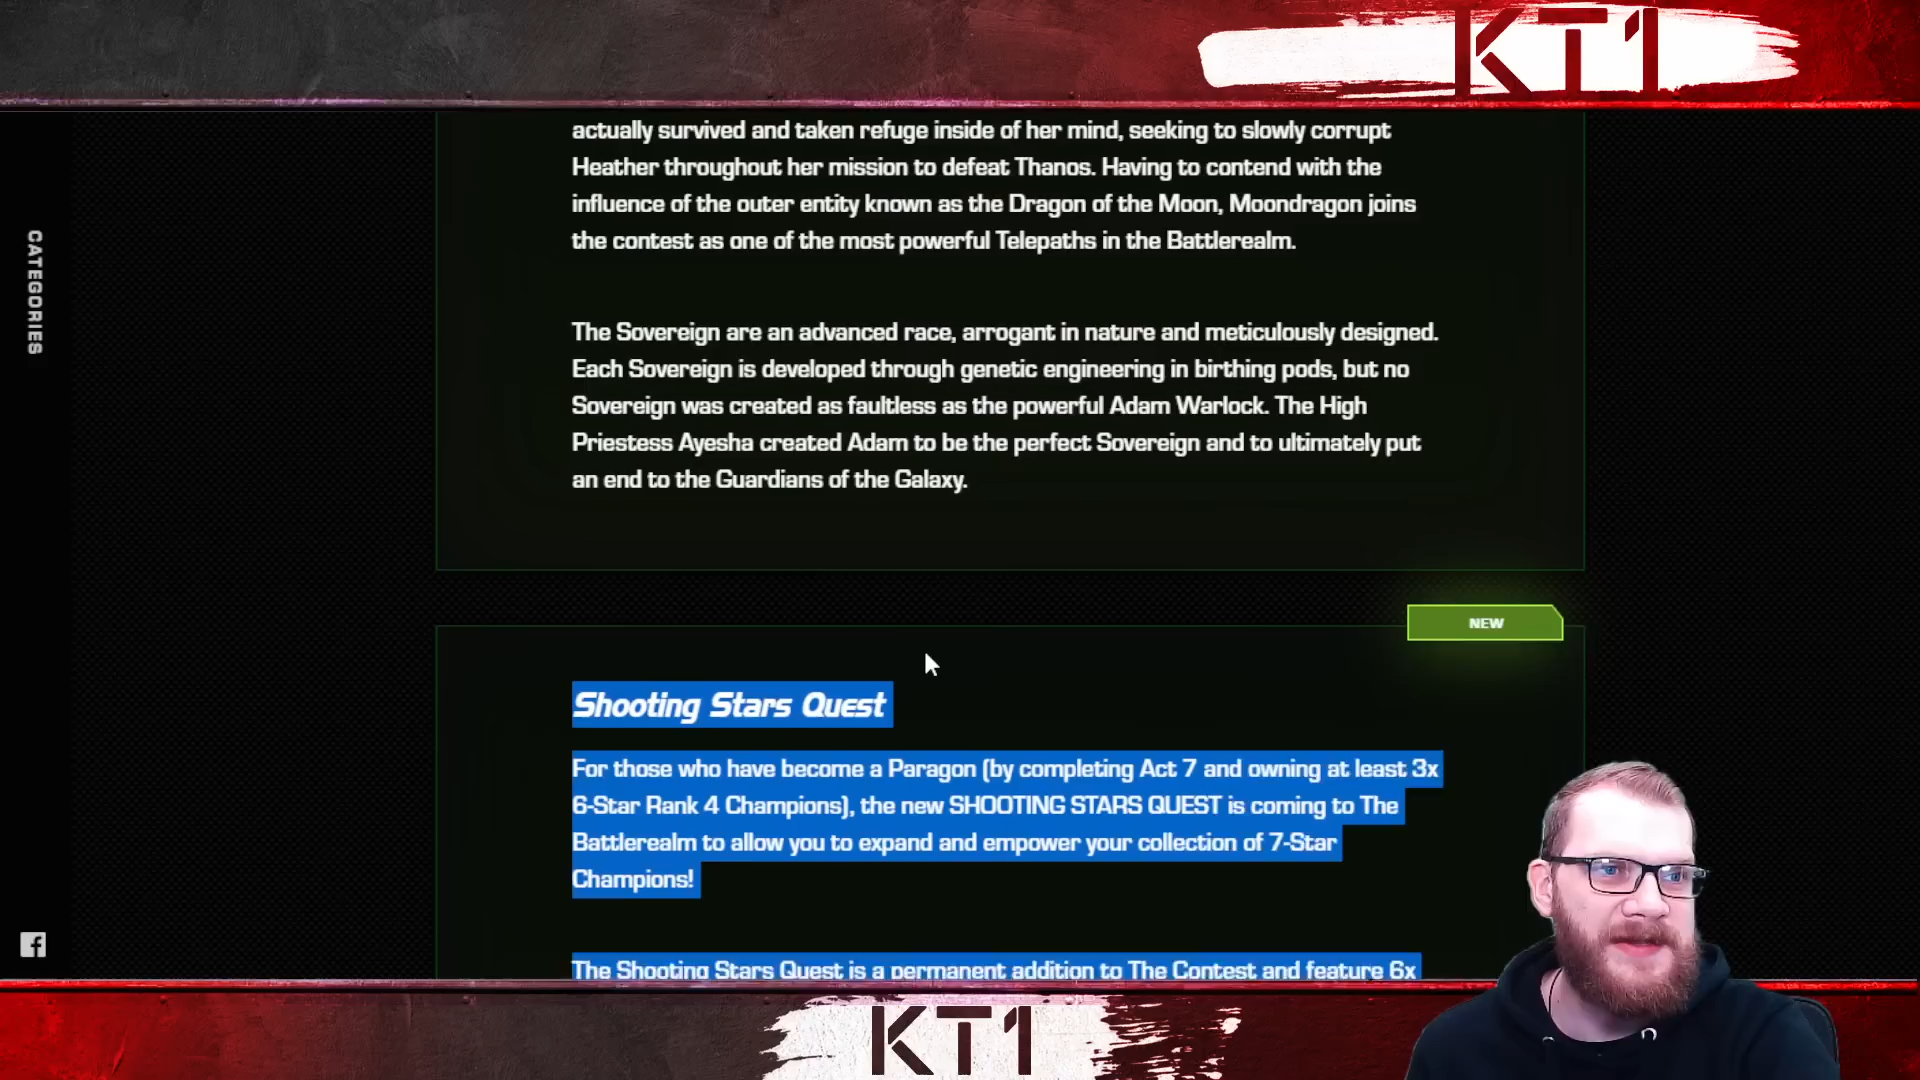 KT1
CATEGORIES
actually survived and taken refuge inside of her mind, seeking to slowly corrupt
Heather throughout her mission to defeat Thanos. Having to contend with the
influence of the outer entity known as the Dragon of the Moon, Moondragon joins
the contest as one of the most powerful Telepaths in the Battlerealm.
The Sovereign are an advanced race, arrogant in nature and meticulously designed.
Each Sovereign is developed through genetic engineering in birthing pods, but no
Sovereign was created as faultless as the powerful Adam Warlock. The High
Priestess Ayesha created Adam to be the perfect Sovereign and to ultimately put
an end to the Guardians of the Galaxy.
NEW
Shooting Stars Quest
For those who have become a Paragon (by completing Act 7 and owning at least 3x
6-Star Rank 4 Champions), the new SHOOTING STARS QUEST is coming to The
Battlerealm to allow you to expand and empower your collection of 7-Star
Champions!
The Shooting Stars Quest is a permanent addition to The Contest and feature 6x
KT1